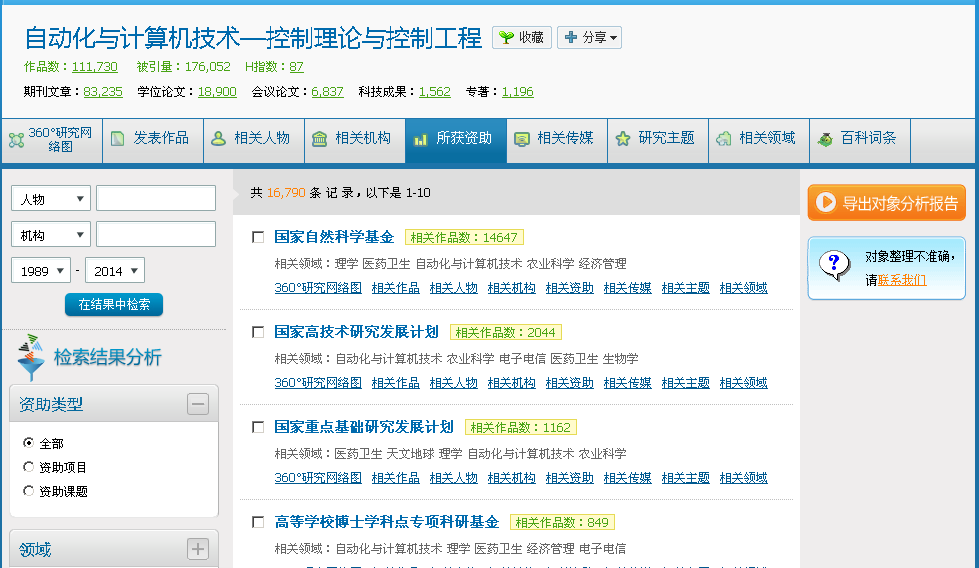 自动化与计算机技术—控制理论与控制工程 收藏 分享
作品数：111,730 被引量：176,052 H指数：87
期刊文章：83,235 学位论文：18,900 会议论文：6,837 科技成果：1,562 专著：1,196
360°研究网络图 发表作品 相关人物 相关机构 所获资助 相关传媒 研究主题 相关领域 百科词条
人物
机构
1989 - 2014
在结果中检索
检索结果分析
资助类型
全部
资助项目
资助课题
领域
共 16,790 条 记 录，以下是 1-10
国家自然科学基金 相关作品数：14647
相关领域：理学 医药卫生 自动化与计算机技术 农业科学 经济管理
360°研究网络图 相关作品 相关人物 相关机构 相关资助 相关传媒 相关主题 相关领域
国家高技术研究发展计划 相关作品数：2044
相关领域：自动化与计算机技术 农业科学 电子电信 医药卫生 生物学
360°研究网络图 相关作品 相关人物 相关机构 相关资助 相关传媒 相关主题 相关领域
国家重点基础研究发展计划 相关作品数：1162
相关领域：医药卫生 天文地球 理学 自动化与计算机技术 农业科学
360°研究网络图 相关作品 相关人物 相关机构 相关资助 相关传媒 相关主题 相关领域
高等学校博士学科点专项科研基金 相关作品数：849
相关领域：自动化与计算机技术 理学 医药卫生 经济管理 电子电信
导出对象分析报告
对象整理不准确，
请联系我们